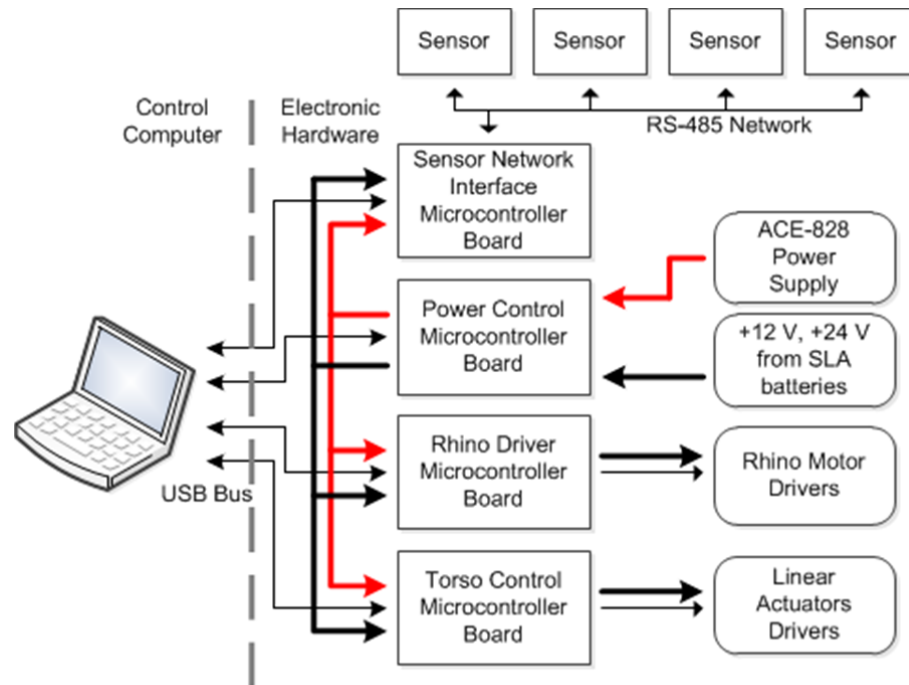 Sensor
Sensor
Sensor
Sensor
RS-485 Network
Control
Computer
Electronic
Hardware
Sensor Network
Interface
Microcontroller
Board
ACE-828
Power
Supply
Power Control
Microcontroller
Board
+12 V, +24 V
from SLA
batteries
Rhino Driver
Microcontroller
Board
Rhino Motor
Drivers
USB Bus
Torso Control
Microcontroller
Board
Linear
Actuators
Drivers